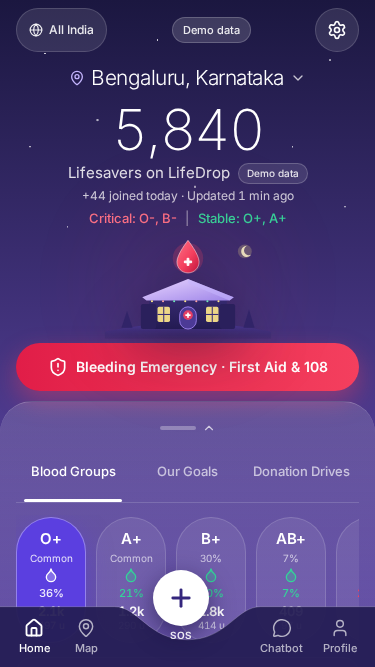 All India
Demo data
Bengaluru, Karnataka
5,840
Lifesavers on LifeDrop Demo data
+44 joined today · Updated 1 min ago
Critical: O-, B- | Stable: O+, A+
Bleeding Emergency · First Aid & 108
Blood Groups Our Goals Donation Drives
O+ A+ B+ AB+
Common Common 30% 7%
36% 21% 7%
414 u
SOS
Home Map Chatbot Profile